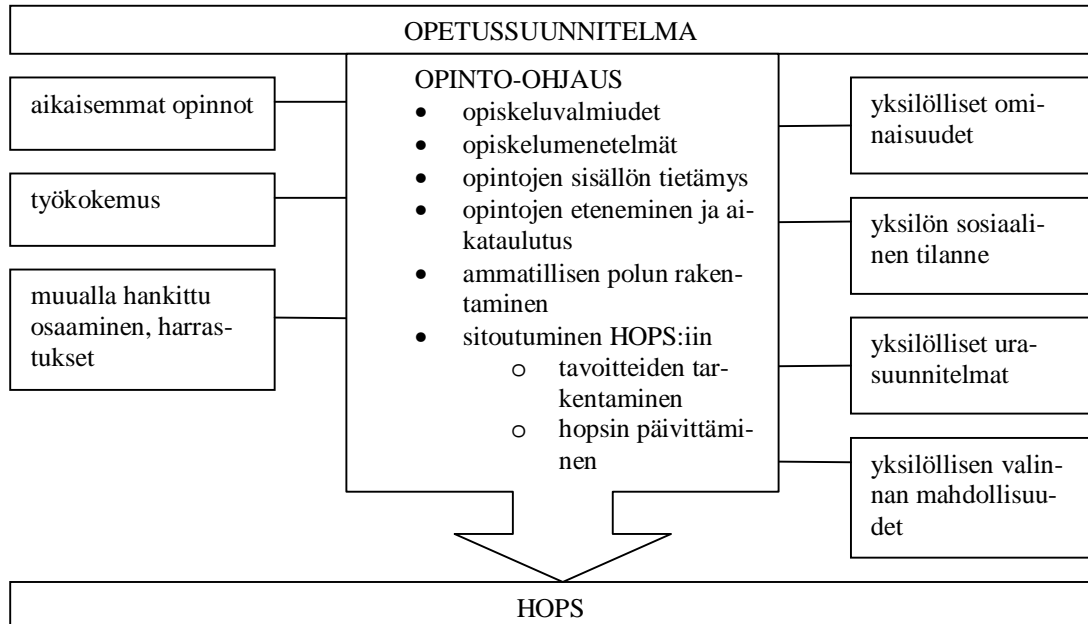 OPETUSSUUNNITELMA
aikaisemmat opinnot
työkokemus
muualla hankittu
osaaminen, harras-
tukset
OPINTO-OHJAUS
• opiskeluvalmiudet
• opiskelumenetelmät
• opintojen sisällön tietämys
• opintojen eteneminen ja ai-
kataulutus
• ammatillisen polun raken-
taminen
• sitoutuminen HOPS:iin
o tavoitteiden tar-
kentaminen
o hopsin päivittämi-
nen
yksilölliset omi-
naisuudet
yksilön sosiaali-
nen tilanne
yksilölliset ura-
suunnitelmat
yksilöllisen valin-
nan mahdollisuu-
det
HOPS